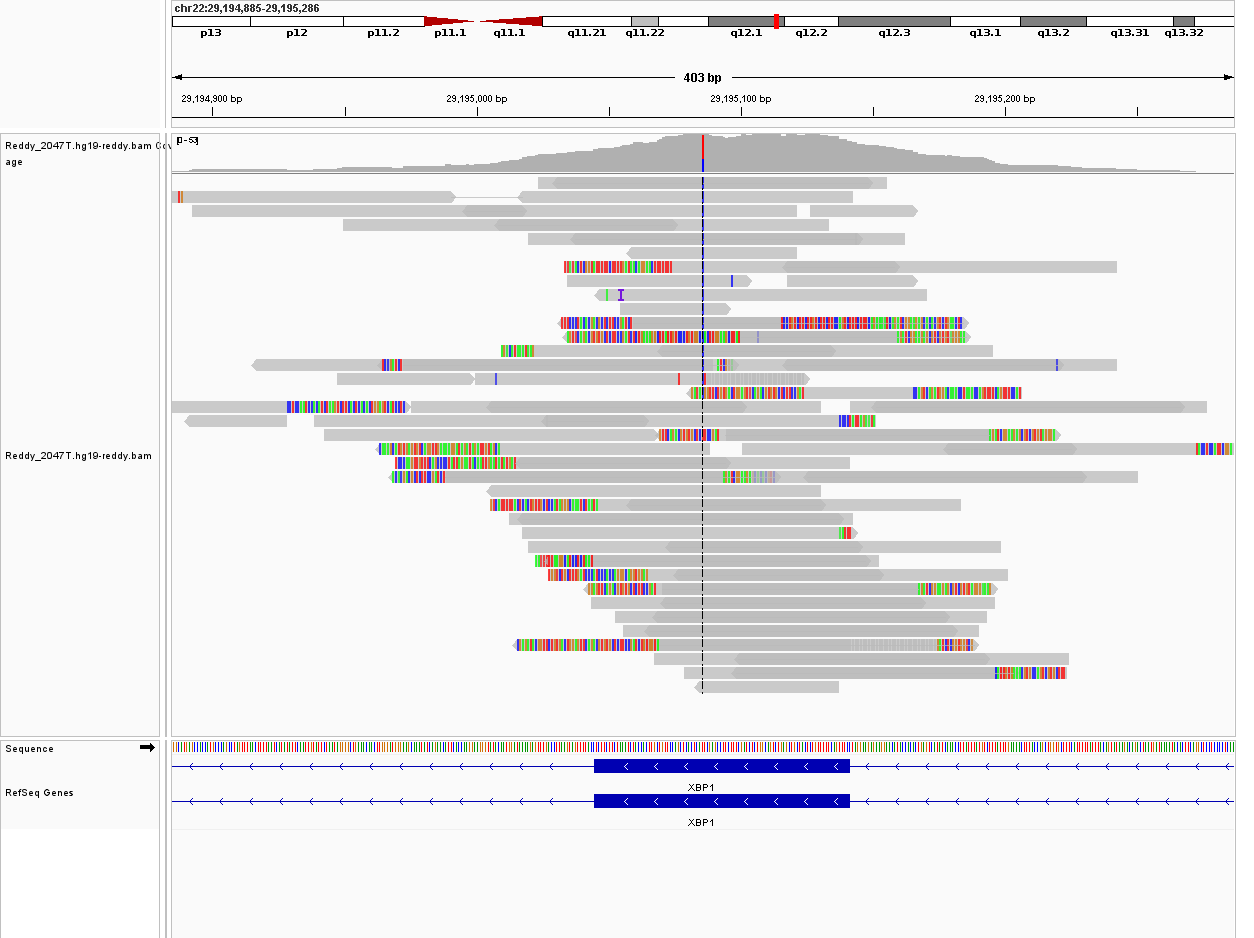 chr22:29,194,885-29,195,286
p13 p12 p11.2 p11.1 q11.1 q11.21 q11.22 q12.1 q12.2 q12.3 q13.1 q13.2 q13.31 q13.32
403 bp
29,194,900 bp 29,195,000 bp 29,195,100 bp 29,195,200 bp
Reddy_2047T.hg19-reddy.bam
age
Reddy_2047T.hg19-reddy.bam
Sequence
RefSeq Genes
XBP1
XBP1